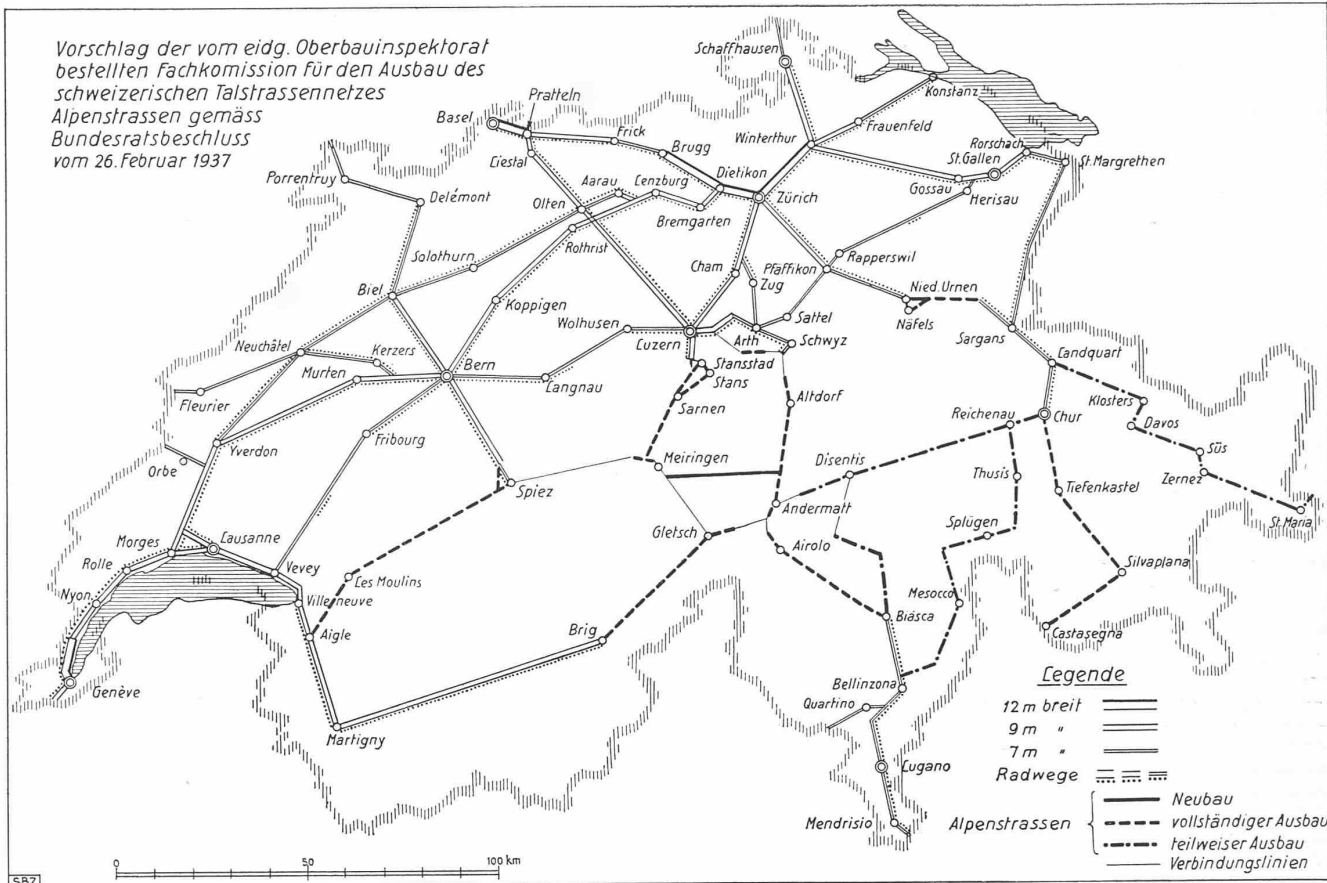 Vorschlag der vom eidg. Oberbauinspektorat
bestellten Fachkomission für den Ausbau des
schweizerischen Talstrassennetzes
Alpenstrassen gemäss
Bundesratsbeschluss
vom 26. Februar 1937
Schaffhausen
Konstanz
Pratteln
Basel
Frick
Winterthur
Frauenfeld
Liestal
Brugg
Rorschach
St. Gallen
St. Margrethen
Porrentruy
Dietikon
Delémont
Aarau
Lenzburg
Zürich
Gossau
Herisau
Olten
Bremgarten
Rothrist
Solothurn
Rapperswil
Cham
Pfäffikon
Zug
Biel
Koppigen
Nied. Urnen
Näfels
Wolhusen
Luzern
Arth
Sattel
Schwyz
Sargans
Neuchâtel
Kerzers
Murten
Bern
Stansstad
Stans
Landquart
Fleurier
Langnau
Sarnen
Altdorf
Klosters
Reichenau
Chur
Davos
Yverdon
Fribourg
Orbe
Meiringen
Disentis
Thusis
Süs
Zernez
Spiez
Tiefenkastel
Andermatt
St. Maria
Gletsch
Splügen
Morges
Lausanne
Airolo
Rolle
Vevey
Les Moulins
Silvaplana
Nyon
Villeneuve
Mesocco
Biasca
Aigle
Brig
Castasegna
Genève
Bellinzona
Quartino
Martigny
Lugano
Mendrisio
Legende
12 m breit
9 m "
7 m "
Radwege
Alpenstrassen
Neubau
vollständiger Ausbau
teilweiser Ausbau
Verbindungslinien
0 50 100 km
SBZ